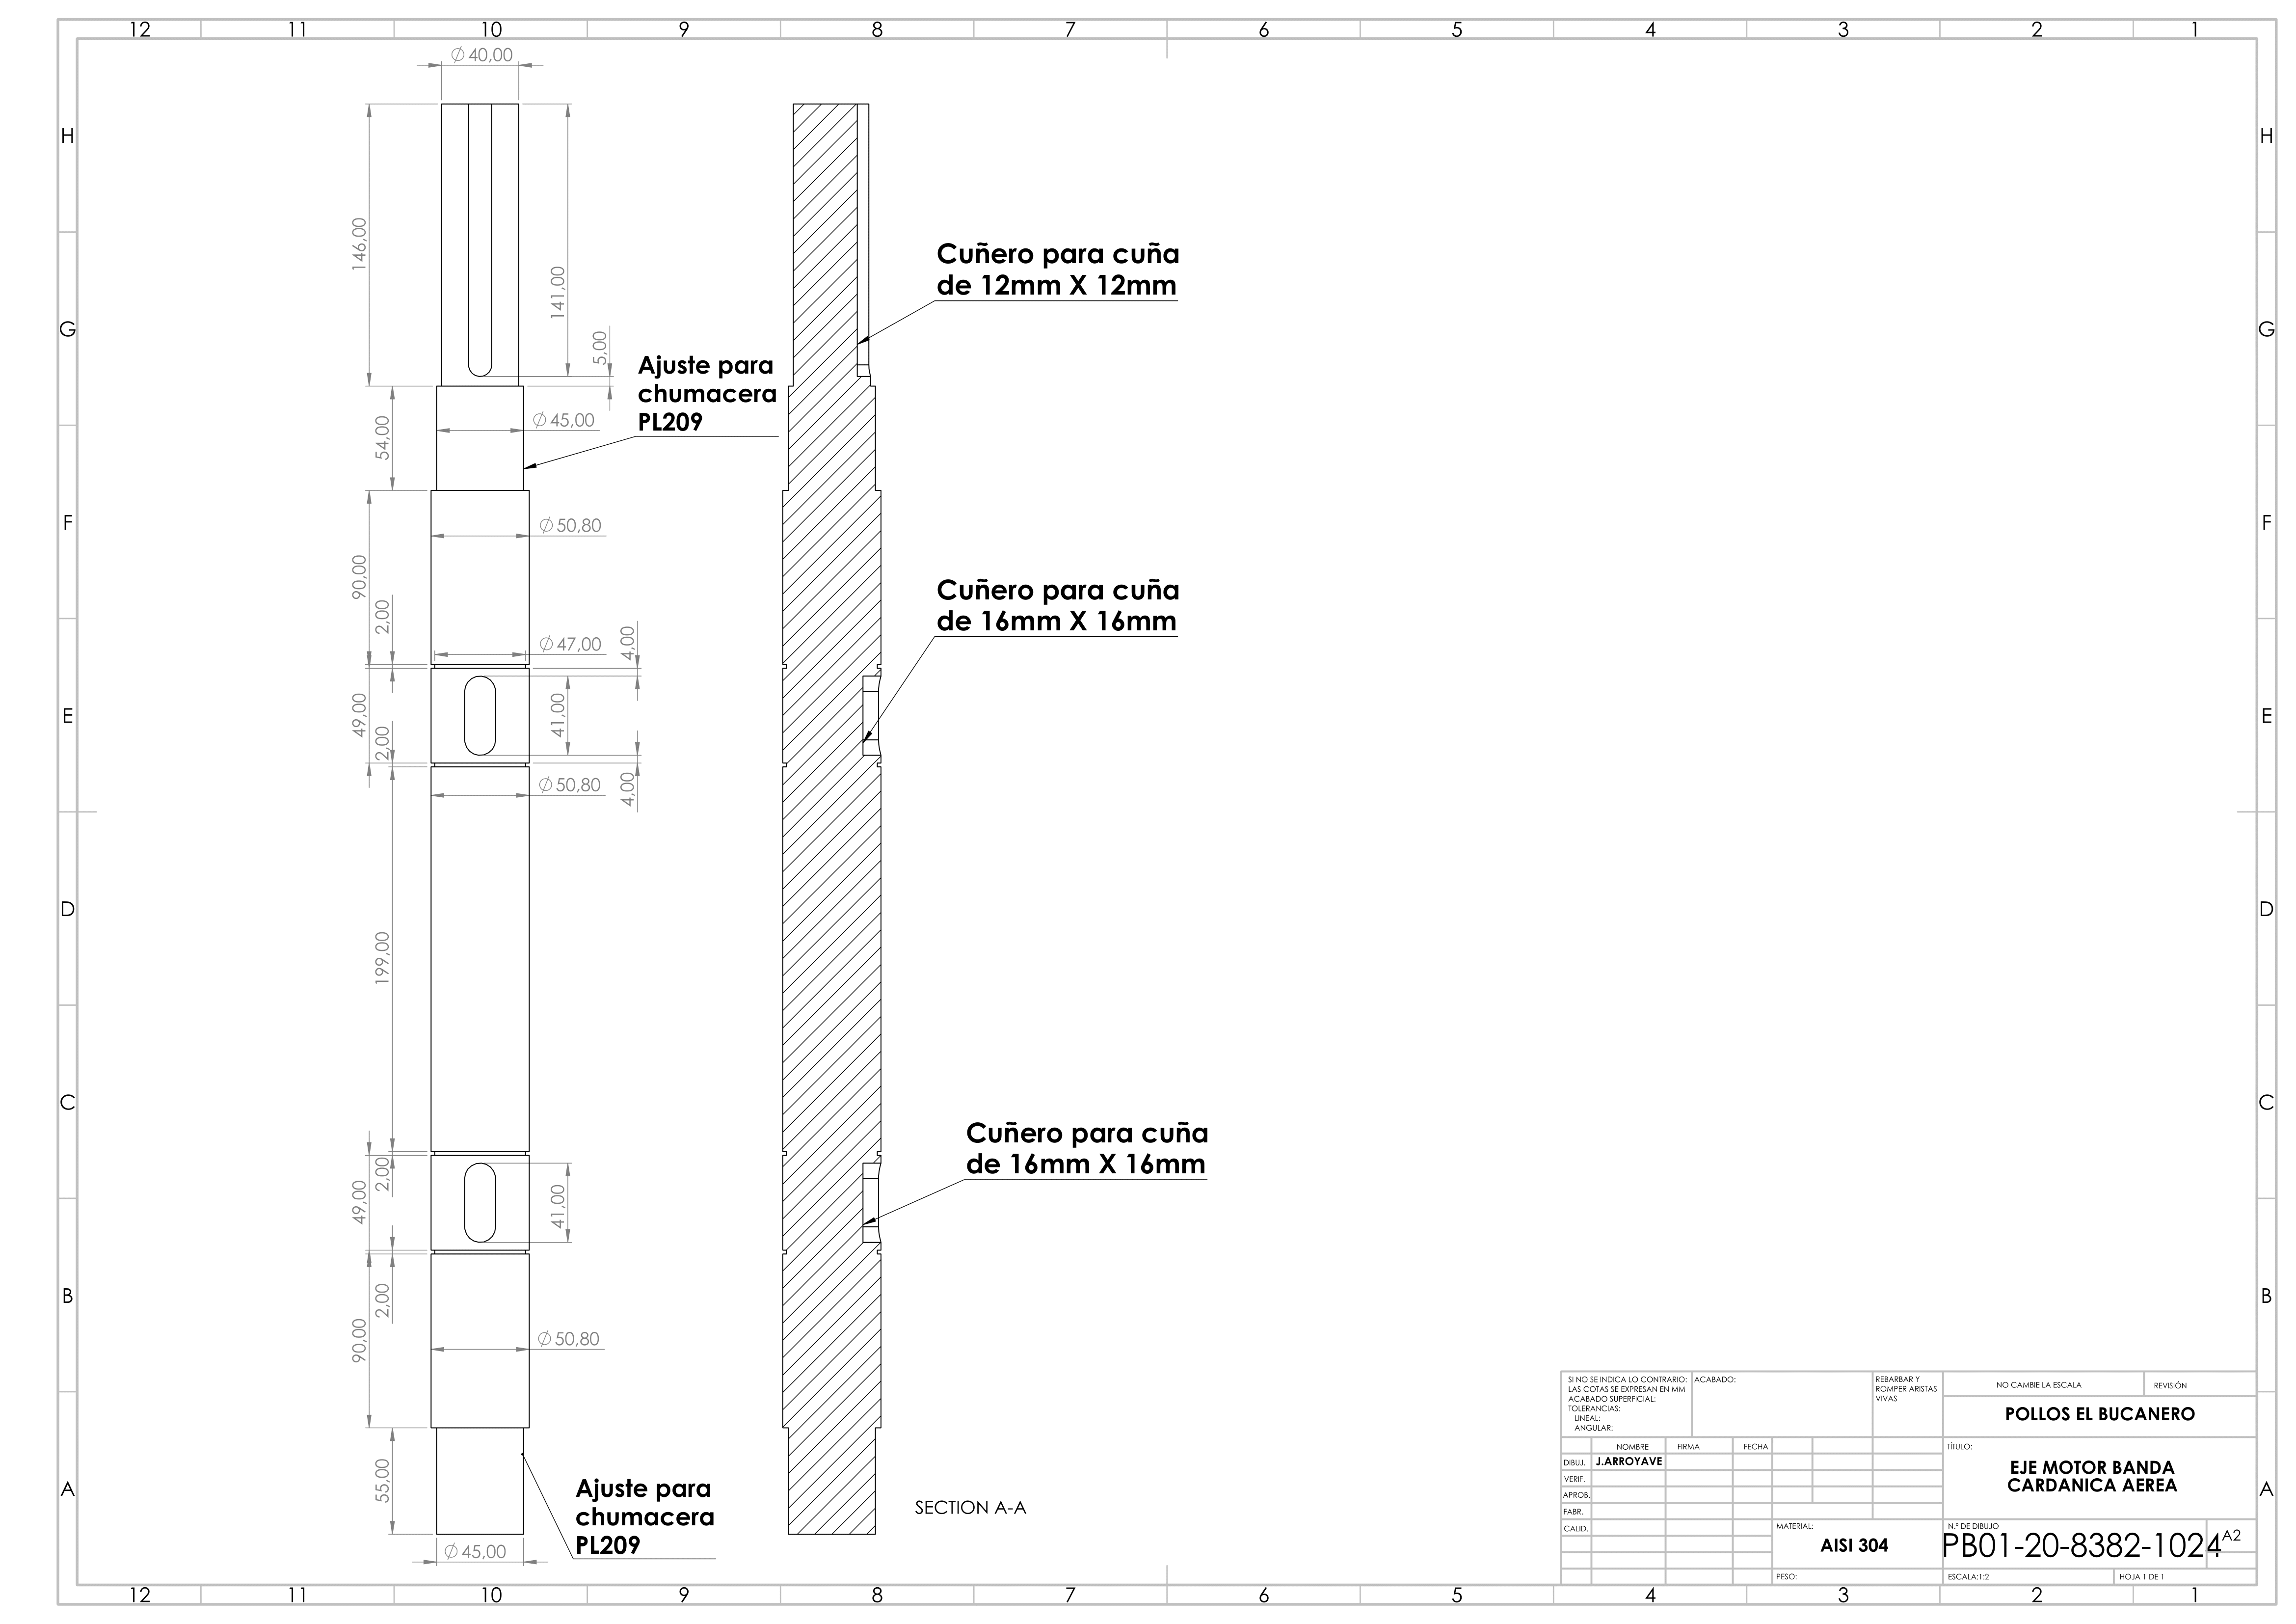 12 11 10 9 8 7 6 5 4 3 2 1
H
G
F
E
D
C
B
A
H
G
F
E
D
C
B
A
∅ 40,00
146,00
141,00
5,00
Ajuste para
chumacera
PL209
54,00
∅ 45,00
∅ 50,80
90,00
2,00
∅ 47,00
4,00
49,00
41,00
2,00
∅ 50,80
4,00
199,00
2,00
49,00
41,00
2,00
90,00
∅ 50,80
55,00
Ajuste para
chumacera
PL209
∅ 45,00
Cuñero para cuña
de 12mm X 12mm
Cuñero para cuña
de 16mm X 16mm
Cuñero para cuña
de 16mm X 16mm
SECTION A-A
SI NO SE INDICA LO CONTRARIO:
LAS COTAS SE EXPRESAN EN MM
ACABADO SUPERFICIAL:
TOLERANCIAS:
LINEAL:
ANGULAR:
ACABADO:
REBARBAR Y
ROMPER ARISTAS
VIVAS
NO CAMBIE LA ESCALA
REVISIÓN
POLLOS EL BUCANERO
NOMBRE FIRMA FECHA
DIBUJ. J.ARROYAVE
VERIF.
APROB.
FABR.
CALID.
TÍTULO:
EJE MOTOR BANDA
CARDANICA AEREA
MATERIAL:
AISI 304
N.º DE DIBUJO
PB01-20-8382-1024
A2
PESO:
ESCALA:1:2
HOJA 1 DE 1
12 11 10 9 8 7 6 5 4 3 2 1